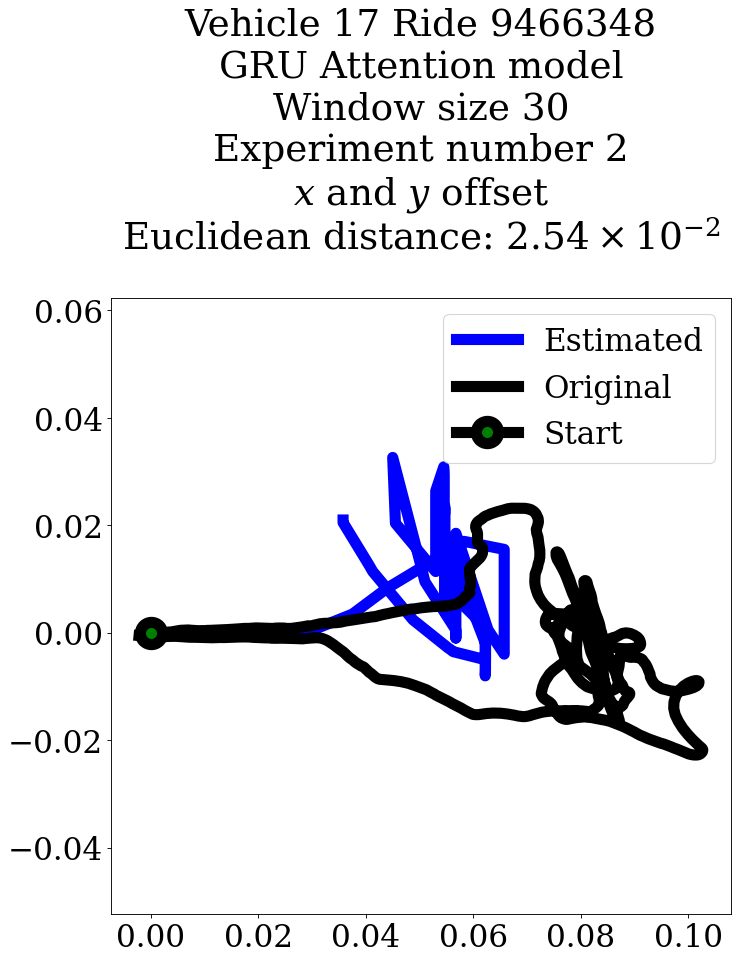 Vehicle 17 Ride 9466348
GRU Attention model
Window size 30
Experiment number 2
x and y offset
Euclidean distance: 2.54 × 10⁻²
Estimated
Original
Start
0.06
0.04
0.02
0.00
−0.02
−0.04
0.00 0.02 0.04 0.06 0.08 0.10